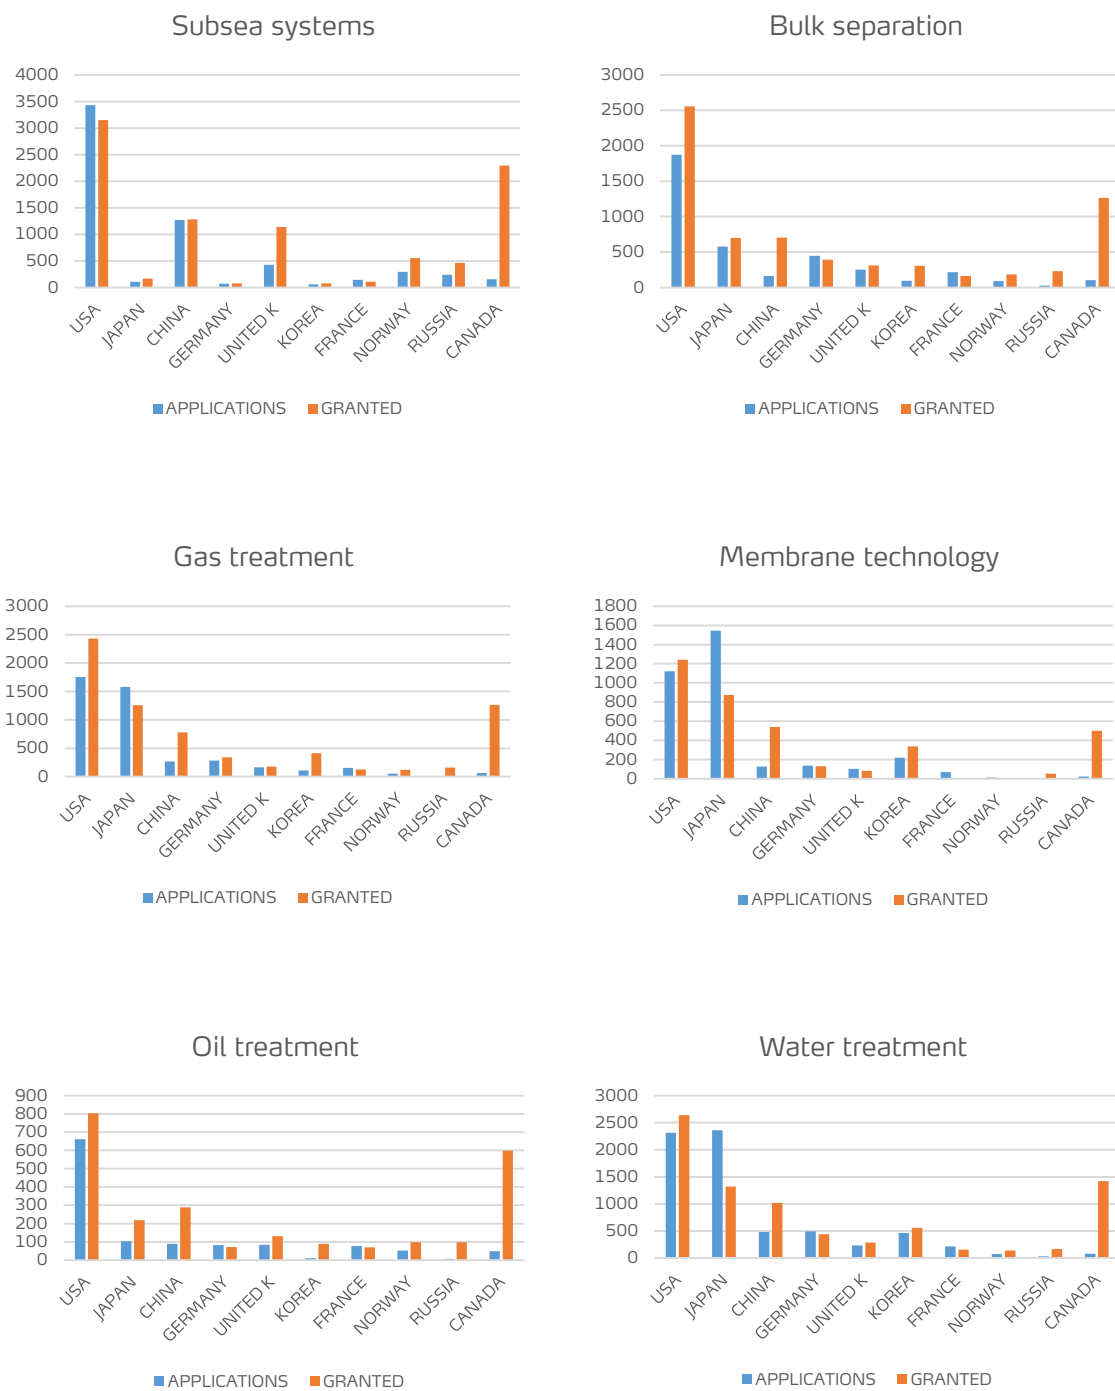 Subsea systems
4000
3500
3000
2500
2000
1500
1000
500
0
USA
JAPAN
CHINA
GERMANY
UNITED K
KOREA
FRANCE
NORWAY
RUSSIA
CANADA
APPLICATIONS GRANTED
Bulk separation
3000
2500
2000
1500
1000
500
0
USA
JAPAN
CHINA
GERMANY
UNITED K
KOREA
FRANCE
NORWAY
RUSSIA
CANADA
APPLICATIONS GRANTED
Gas treatment
3000
2500
2000
1500
1000
500
0
USA
JAPAN
CHINA
GERMANY
UNITED K
KOREA
FRANCE
NORWAY
RUSSIA
CANADA
APPLICATIONS GRANTED
Membrane technology
1800
1600
1400
1200
1000
800
600
400
200
0
USA
JAPAN
CHINA
GERMANY
UNITED K
KOREA
FRANCE
NORWAY
RUSSIA
CANADA
APPLICATIONS GRANTED
Oil treatment
900
800
700
600
500
400
300
200
100
0
USA
JAPAN
CHINA
GERMANY
UNITED K
KOREA
FRANCE
NORWAY
RUSSIA
CANADA
APPLICATIONS GRANTED
Water treatment
3000
2500
2000
1500
1000
500
0
USA
JAPAN
CHINA
GERMANY
UNITED K
KOREA
FRANCE
NORWAY
RUSSIA
CANADA
APPLICATIONS GRANTED